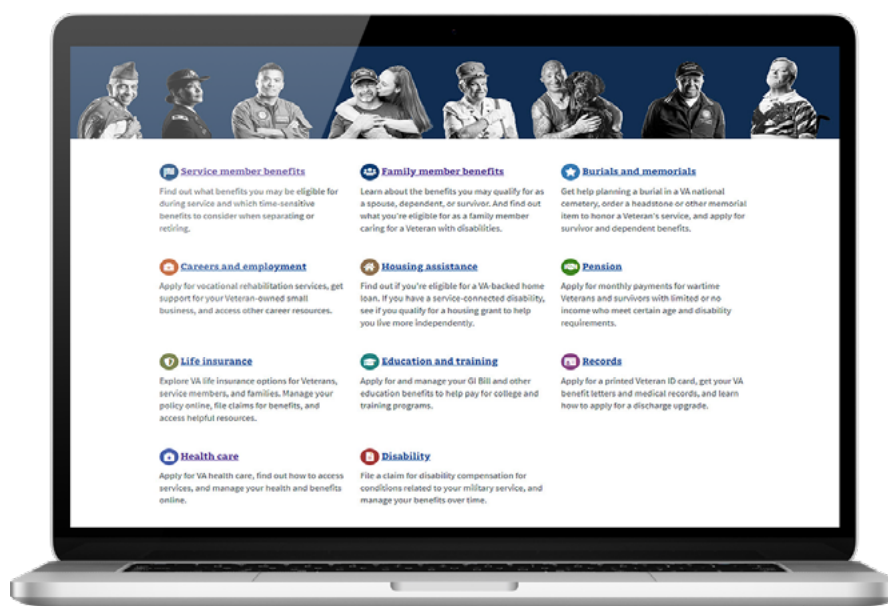 Service member benefits
Find out what benefits you may be eligible for
during service and which time-sensitive
benefits to consider when separating or
retiring.
Family member benefits
Learn about the benefits you may qualify for as
a spouse, dependent, or survivor. And find out
what you're eligible for as a family member
caring for a Veteran with disabilities.
Burials and memorials
Get help planning a burial in a VA national
cemetery, order a headstone or other memorial
item to honor a Veteran's service, and apply for
survivor and dependent benefits.
Careers and employment
Apply for vocational rehabilitation services, get
support for your Veteran-owned small
business, and access other career resources.
Housing assistance
Find out if you're eligible for a VA-backed home
loan. If you have a service-connected disability,
see if you qualify for a housing grant to help
you live more independently.
Pension
Apply for monthly payments for wartime
Veterans and survivors with limited or no
income who meet certain age and disability
requirements.
Life insurance
Explore VA life insurance options for Veterans,
service members, and families. Manage your
policy online, file claims for benefits, and
access helpful resources.
Education and training
Apply for and manage your GI Bill and other
education benefits to help pay for college and
training programs.
Records
Apply for a printed Veteran ID card, get your VA
benefit letters and medical records, and learn
how to apply for a discharge upgrade.
Health care
Apply for VA health care, find out how to access
services, and manage your health and benefits
online.
Disability
File a claim for disability compensation for
conditions related to your military service, and
manage your benefits over time.